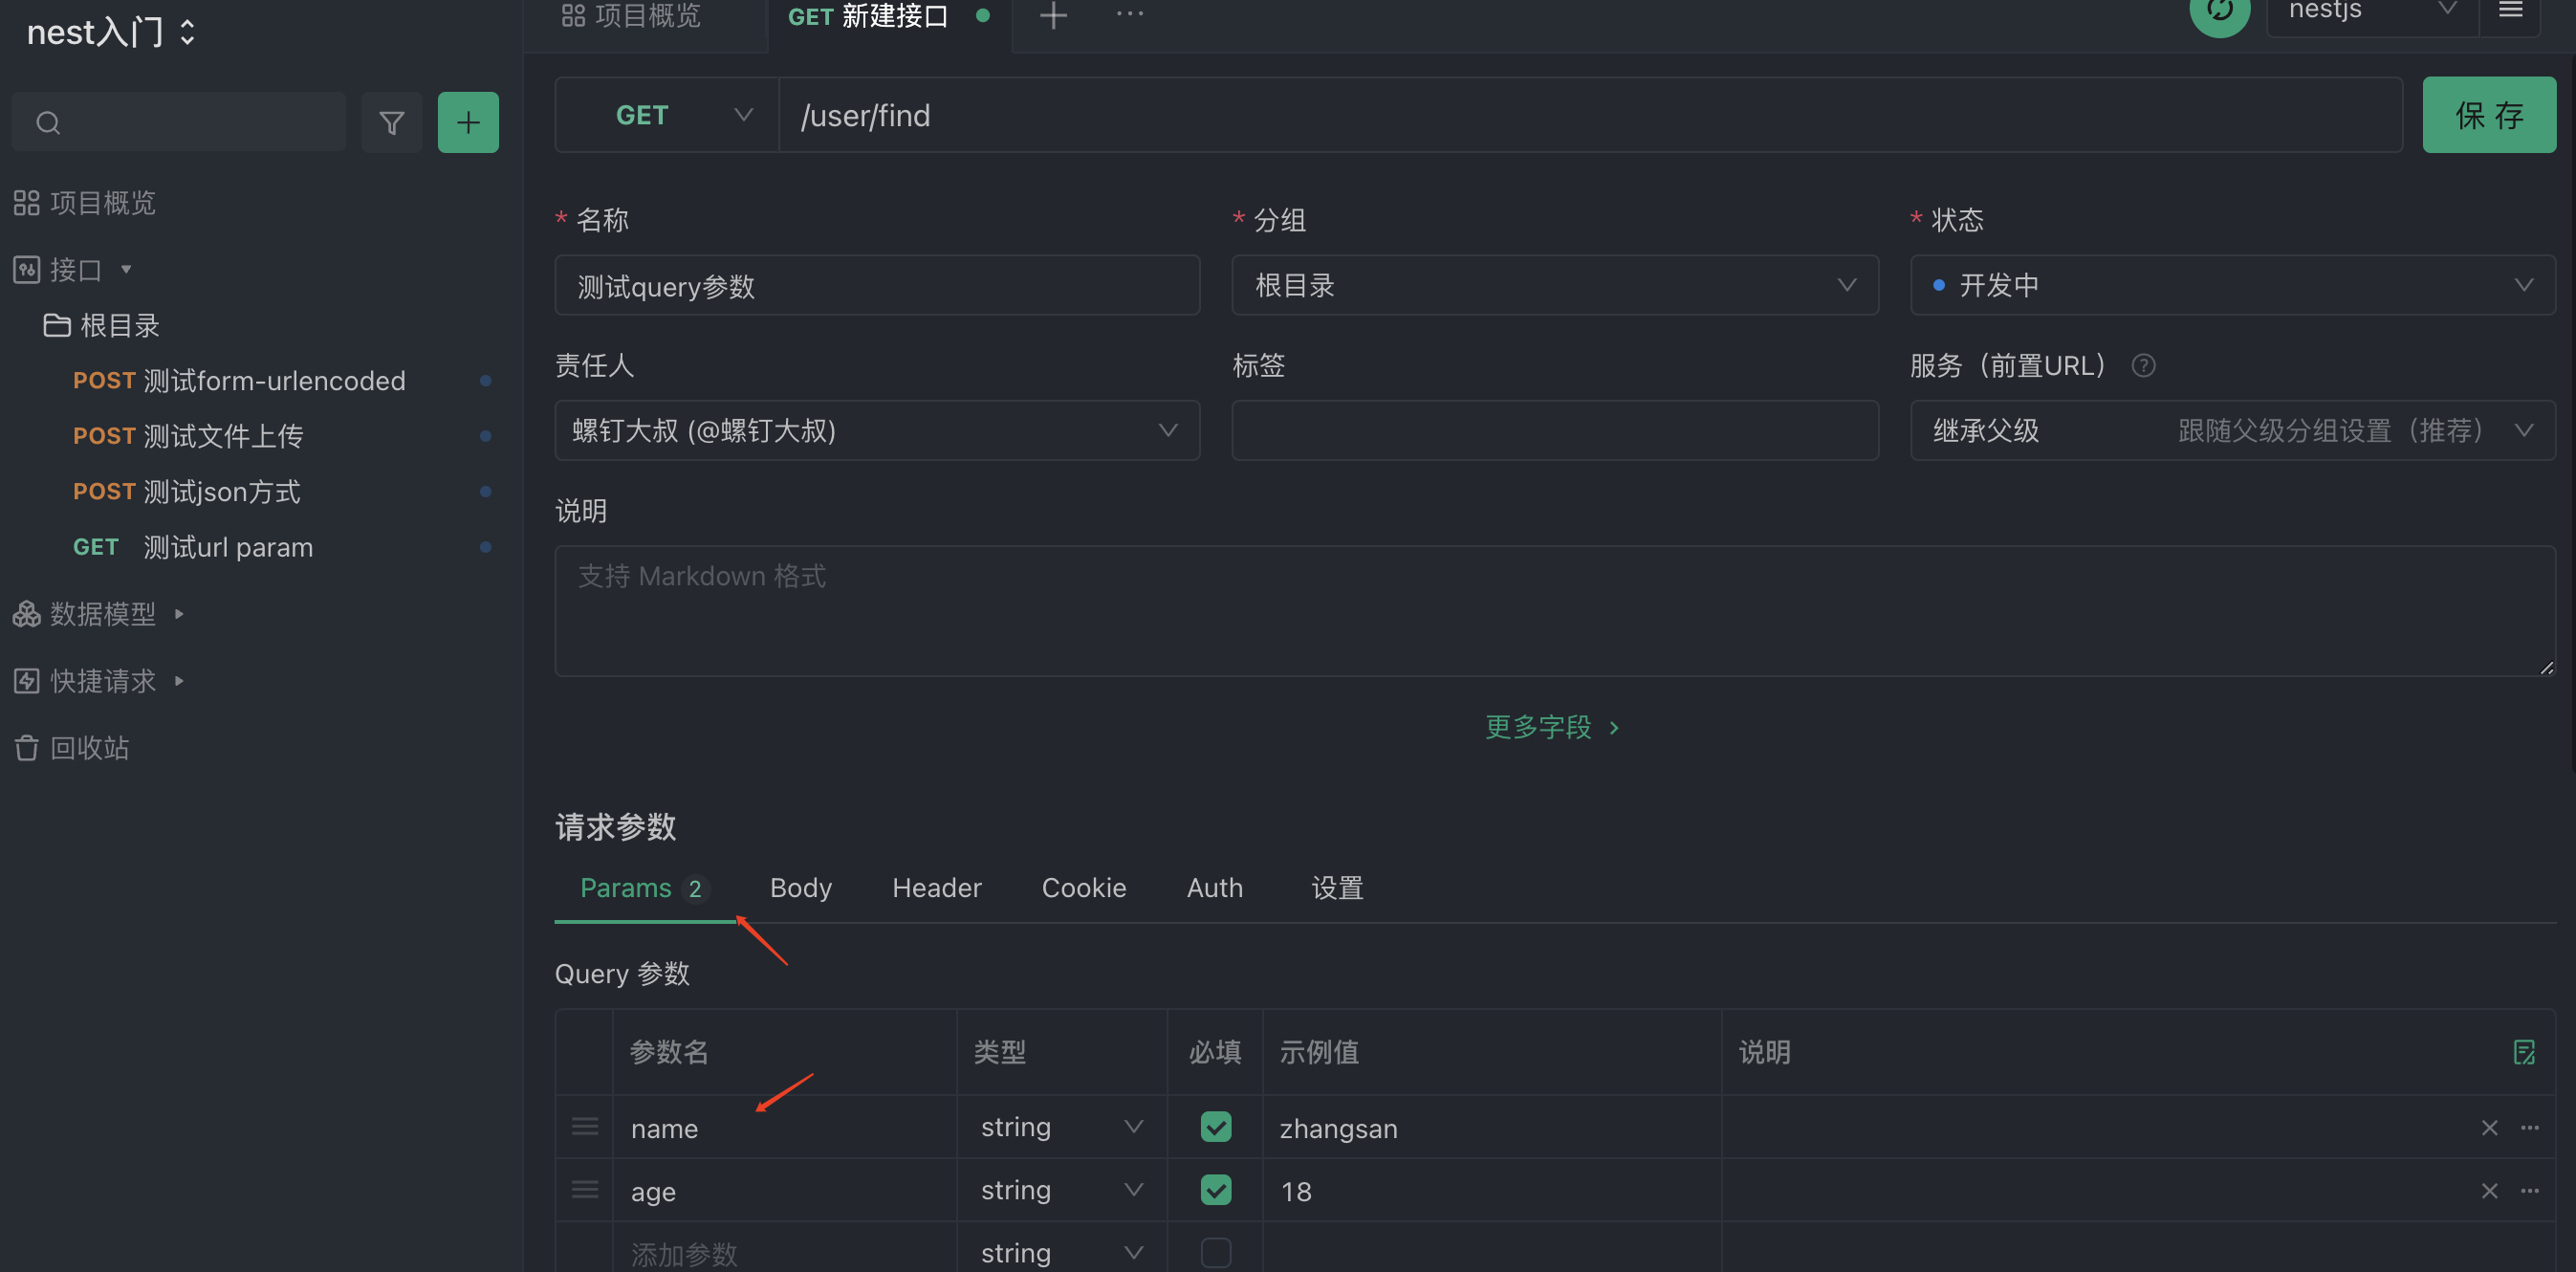 nest入门
项目概览
接口
根目录
POST 测试form-urlencoded
POST 测试文件上传
POST 测试json方式
GET 测试url param
数据模型
快捷请求
回收站
项目概览
GET 新建接口
nestjs
GET
/user/find
保 存
* 名称
* 分组
* 状态
测试query参数
根目录
开发中
责任人
标签
服务（前置URL）
螺钉大叔 (@螺钉大叔)
继承父级
跟随父级分组设置（推荐）
说明
支持 Markdown 格式
更多字段
请求参数
Params 2
Body
Header
Cookie
Auth
设置
Query 参数
参数名
类型
必填
示例值
说明
name
string
zhangsan
age
string
18
添加参数
string